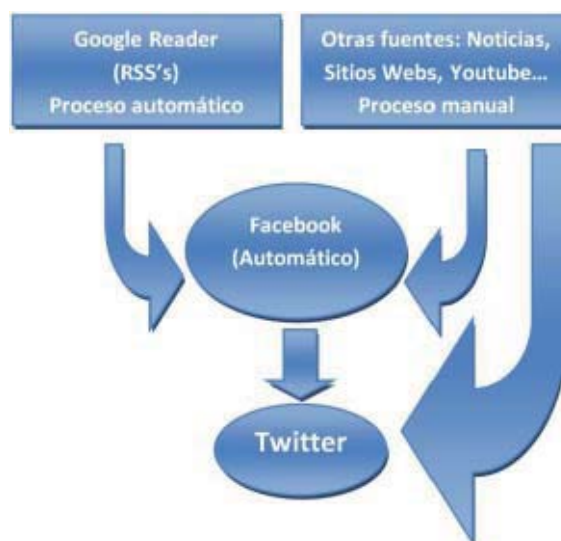 Google Reader
(RSS's)
Proceso automático
Otras fuentes: Noticias,
Sitios Webs, Youtube...
Proceso manual
Facebook
(Automático)
Twitter